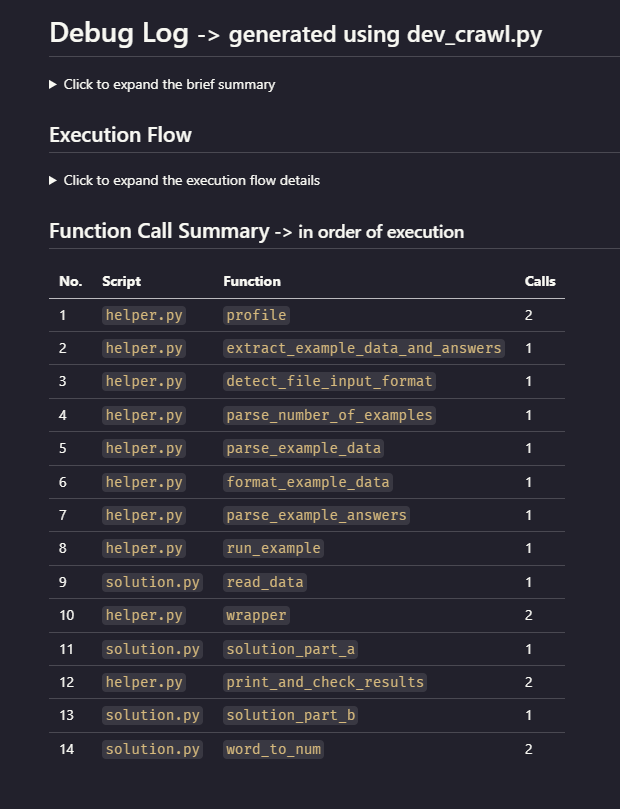 Debug Log -> generated using dev_crawl.py
▶ Click to expand the brief summary
Execution Flow
▶ Click to expand the execution flow details
Function Call Summary -> in order of execution
No. Script Function Calls
1 helper.py profile 2
2 helper.py extract_example_data_and_answers 1
3 helper.py detect_file_input_format 1
4 helper.py parse_number_of_examples 1
5 helper.py parse_example_data 1
6 helper.py format_example_data 1
7 helper.py parse_example_answers 1
8 helper.py run_example 1
9 solution.py read_data 1
10 helper.py wrapper 2
11 solution.py solution_part_a 1
12 helper.py print_and_check_results 2
13 solution.py solution_part_b 1
14 solution.py word_to_num 2